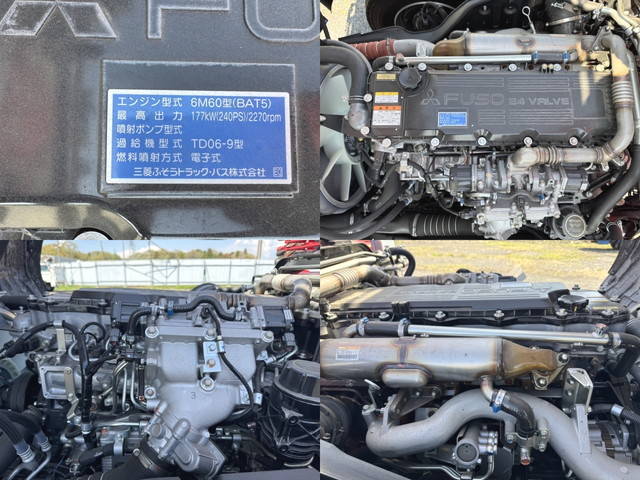 FUS
エンジン型式 6M60型(BAT5)
最高出力 177kW(240PS)/2270rpm
噴射ポンプ型式
過給機型式 TD06-9型
燃料噴射方式 電子式
三菱ふそうトラック・バス株式会社
FUSO 24 VALVE
3